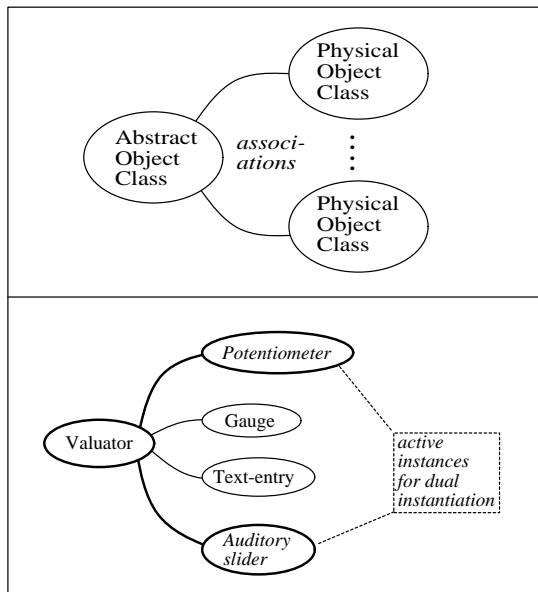 Physical
Object
Class
Abstract
Object
Class
associ-
ations
Physical
Object
Class
Potentiometer
Gauge
Valuator
Text-entry
active
instances
for dual
instantiation
Auditory
slider